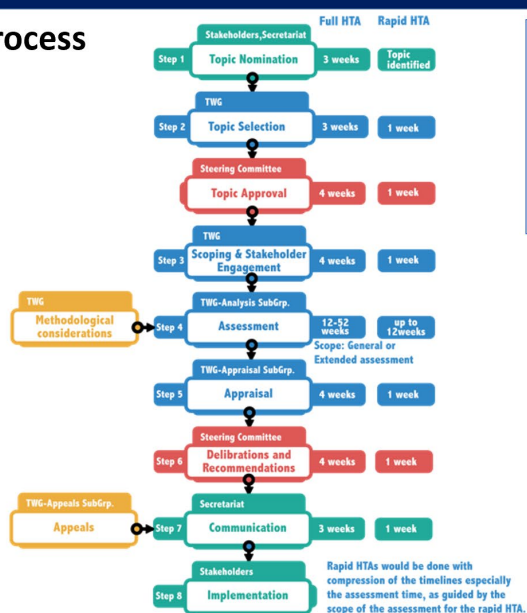 rocess
Full HTA
Rapid HTA
Stakeholders,Secretariat
Step 1
Topic Nomination
3 weeks
Topic
identified
TWG
Step 2
Topic Selection
3 weeks
1 week
Steering Committee
Topic Approval
4 weeks
1 week
TWG
Step 3
Scoping & Stakeholder
Engagement
4 weeks
1 week
TWG
Methodological
considerations
TWG-Analysis SubGrp.
Step 4
Assessment
12-52
weeks
up to
12weeks
Scope: General or
Extended assessment
TWG-Appraisal SubGrp.
Step 5
Appraisal
4 weeks
1 week
Steering Committee
Step 6
Delibrations and
Recommendations
4 weeks
1 week
TWG-Appeals SubGrp.
Appeals
Secretariat
Step 7
Communication
3 weeks
1 week
Stakeholders
Step 8
Implementation
Rapid HTAs would be done with
compression of the timelines especially
the assessment time, as guided by the
scope of the assessment for the rapid HTA.